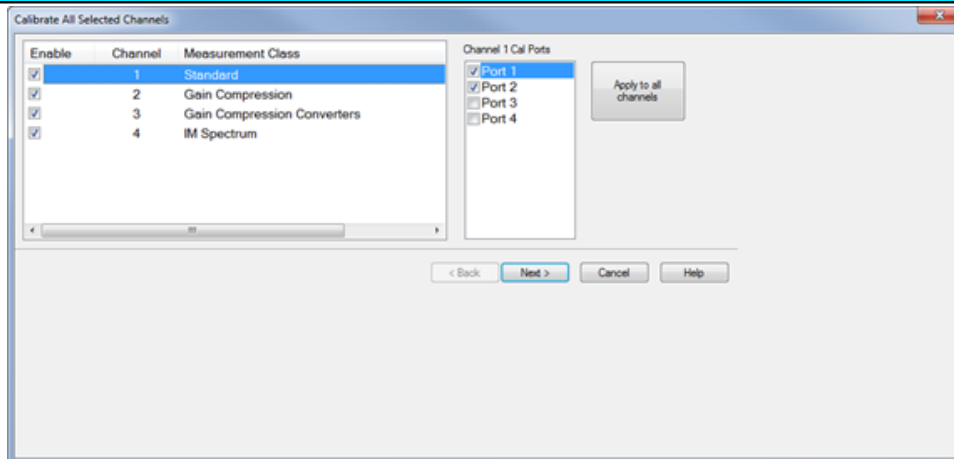 Calibrate All Selected Channels
Enable Channel Measurement Class
1 Standard
2 Gain Compression
3 Gain Compression Converters
4 IM Spectrum
Channel 1 Cal Ports
Port 1
Port 2
Port 3
Port 4
Apply to all
channels
< Back Next > Cancel Help